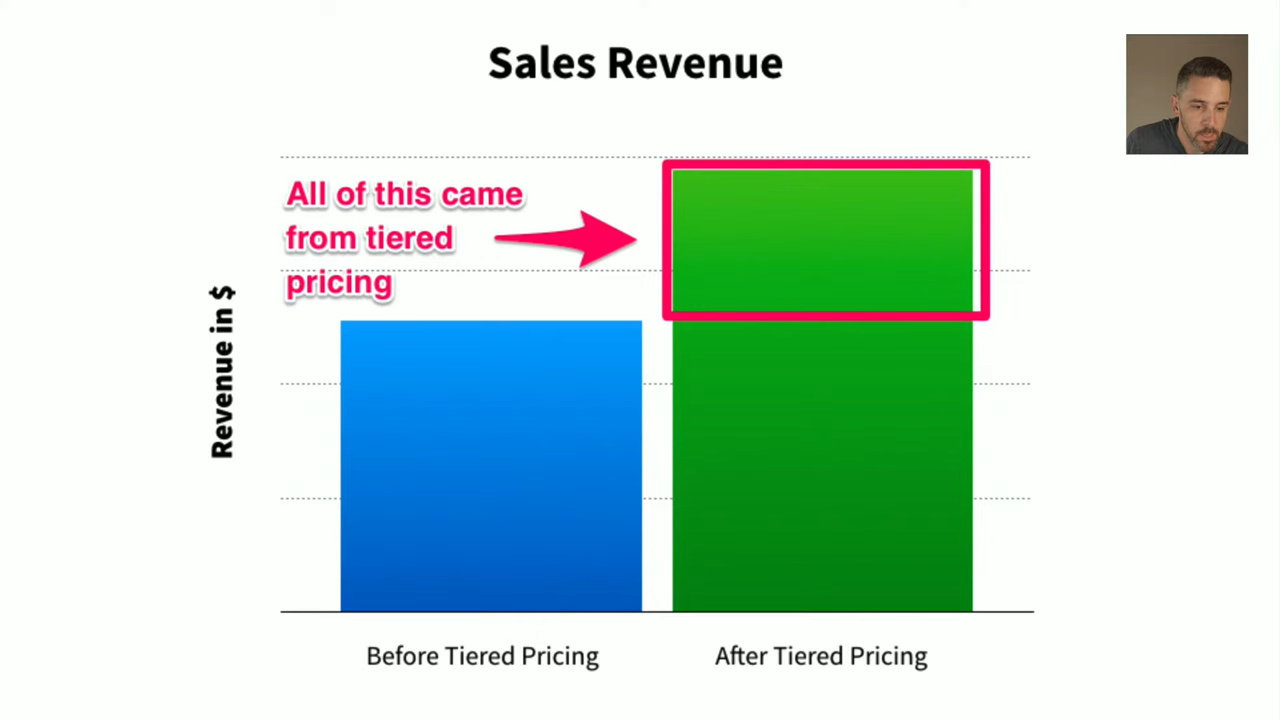 Sales Revenue
All of this came
from tiered
pricing
Revenue in $
Before Tiered Pricing
After Tiered Pricing